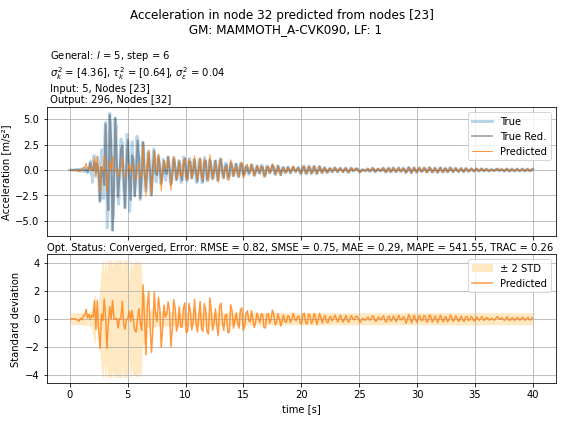 Acceleration in node 32 predicted from nodes [23]
GM: MAMMOTH_A-CVK090, LF: 1
General: l = 5, step = 6
σ²ₖ = [4.36], τ²ₖ = [0.64], σ²ε = 0.04
Input: 5, Nodes [23]
Output: 296, Nodes [32]
Acceleration [m/s²]
5.0
2.5
0.0
−2.5
−5.0
True
True Red.
Predicted
Opt. Status: Converged, Error: RMSE = 0.82, SMSE = 0.75, MAE = 0.29, MAPE = 541.55, TRAC = 0.26
Standard deviation
4
2
0
−2
−4
± 2 STD
Predicted
0 5 10 15 20 25 30 35 40
time [s]